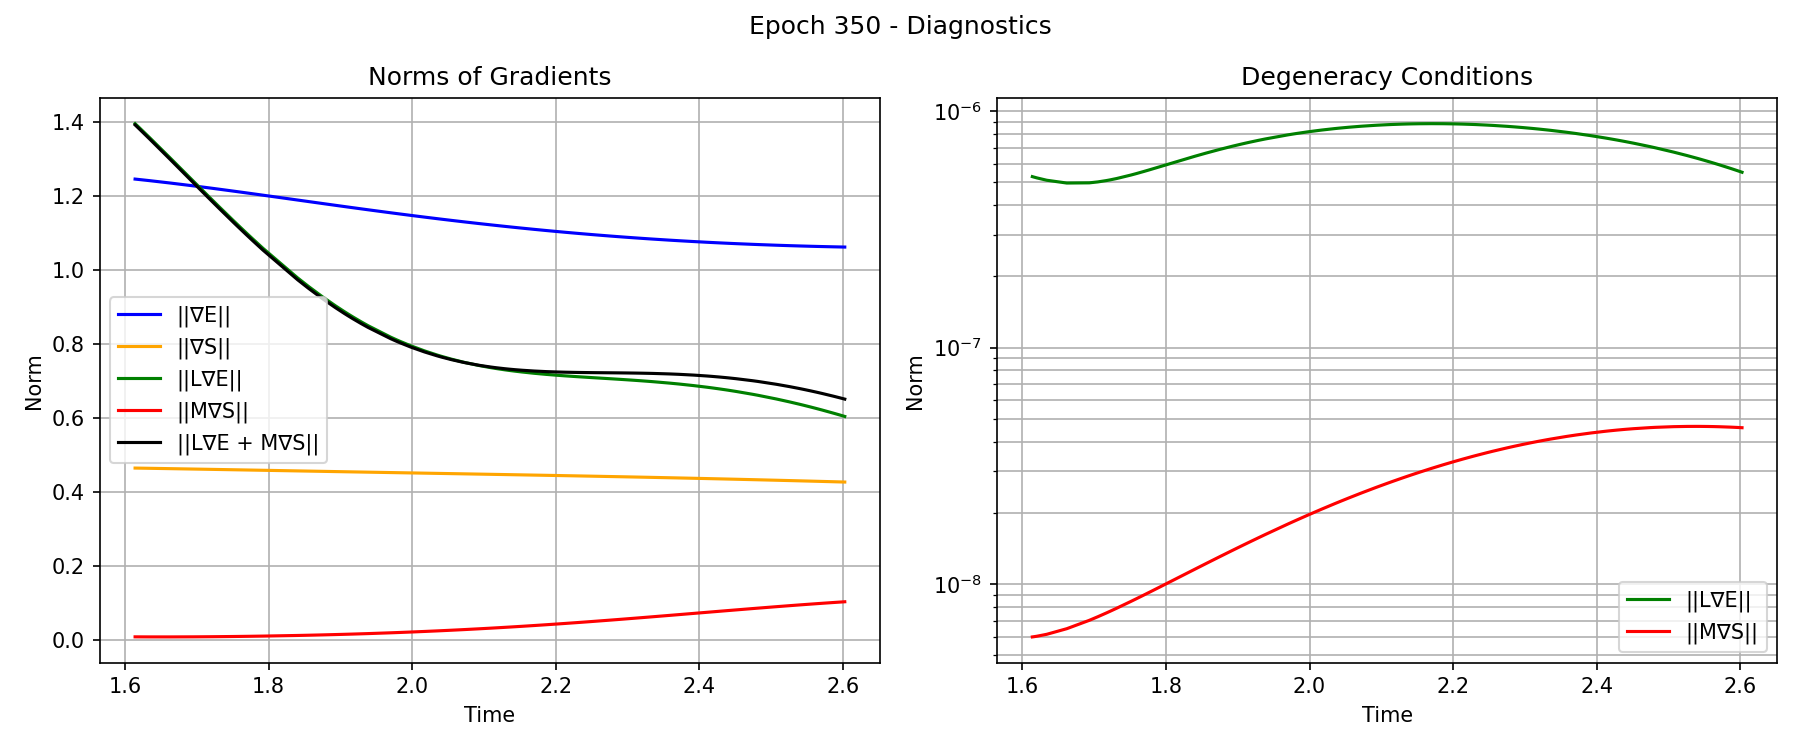 Epoch 350 - Diagnostics
Norms of Gradients
Norm
1.4
1.2
1.0
0.8
0.6
0.4
0.2
0.0
||∇E||
||∇S||
||L∇E||
||M∇S||
||L∇E + M∇S||
1.6 1.8 2.0 2.2 2.4 2.6
Time
Degeneracy Conditions
Norm
10⁻⁶
10⁻⁷
10⁻⁸
||L∇E||
||M∇S||
1.6 1.8 2.0 2.2 2.4 2.6
Time